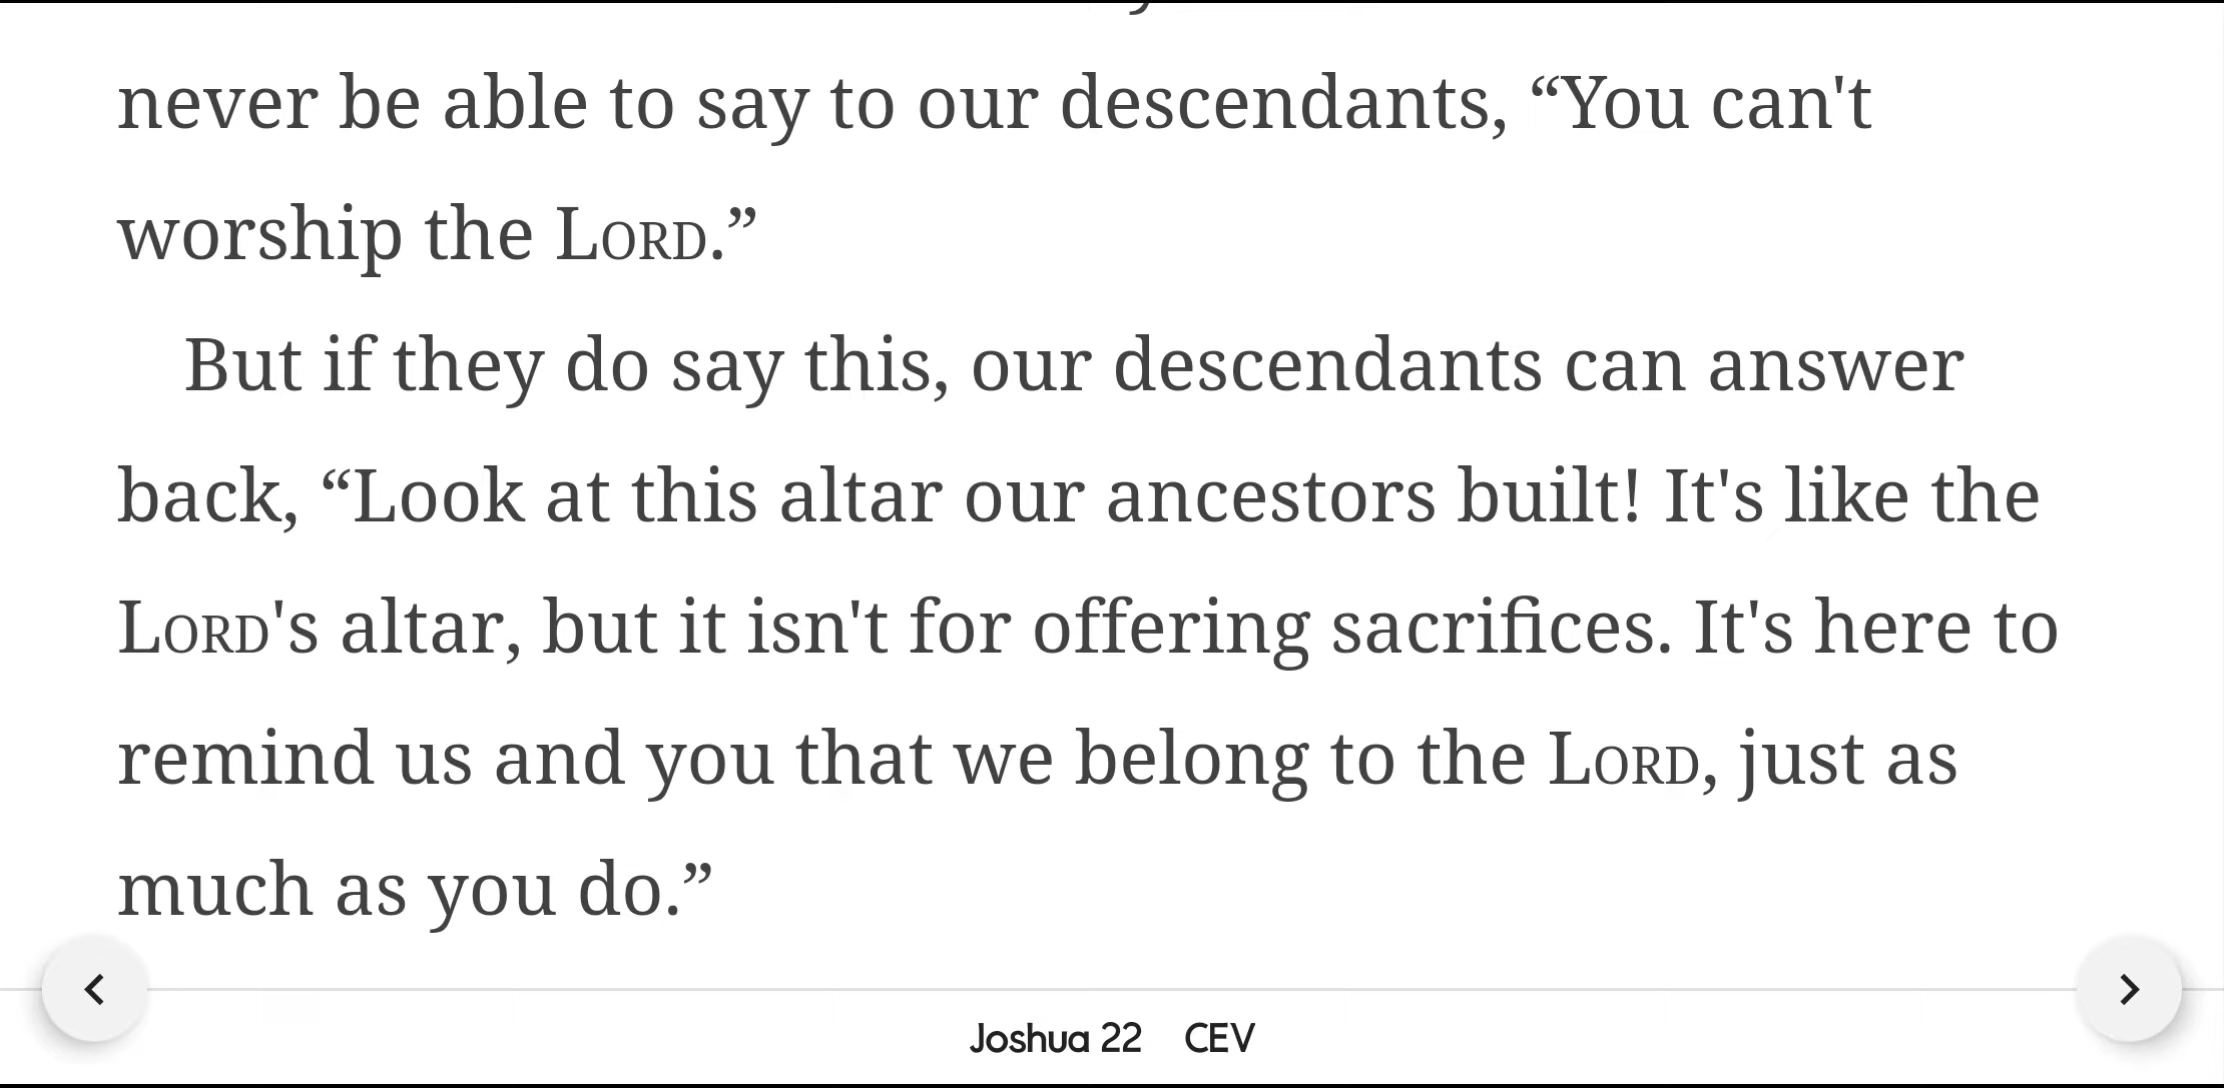 never be able to say to our descendants, “You can't
worship the LORD.”
But if they do say this, our descendants can answer
back, “Look at this altar our ancestors built! It's like the
LORD's altar, but it isn't for offering sacrifices. It's here to
remind us and you that we belong to the LORD, just as
much as you do.”
Joshua 22 CEV